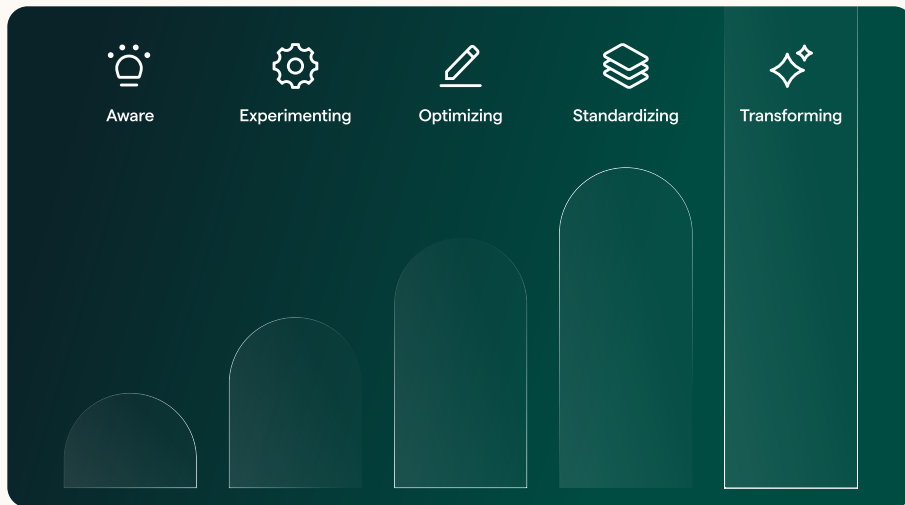 Aware
Experimenting
Optimizing
Standardizing
Transforming